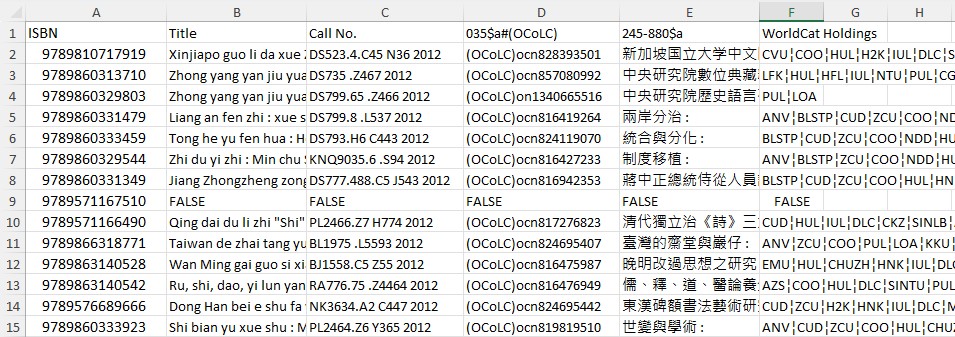 A B C D E F G H
1 ISBN Title Call No. 035$a#(OCoLC) 245-880$a WorldCat Holdings
2 9789810717919 Xinjiapo guo li da xue DS523.4.C45 N36 2012 (OCoLC)ocn828393501 新加坡国立大学中文 CVU¦COO¦HUL¦H2K¦IUL¦DLC¦S
3 9789860313710 Zhong yang yan jiu yua DS735 .Z467 2012 (OCoLC)ocn857080992 中央研究院數位典藏 LFK¦HUL¦HFL¦IUL¦NTU¦PUL¦CG
4 9789860329803 Zhong yang yan jiu yua DS799.65 .Z466 2012 (OCoLC)on1340665516 中央研究院歷史語言 PUL¦LOA
5 9789860331479 Liang an fen zhi : xue s DS799.8 .L537 2012 (OCoLC)ocn816419264 兩岸分治 : ANV¦BLSTP¦CUD¦ZCU¦COO¦ND
6 9789860333459 Tong he yu fen hua : H DS793.H6 C443 2012 (OCoLC)ocn824119070 統合與分化 : BLSTP¦CUD¦ZCU¦COO¦NDD¦HU
7 9789860329544 Zhi du yi zhi : Min chu KNQ9035.6 .S94 2012 (OCoLC)ocn816427233 制度移植 : ANV¦BLSTP¦ZCU¦COO¦NDD¦HU
8 9789860331349 Jiang Zhongzheng zong DS777.488.C5 J543 2012 (OCoLC)ocn816942353 蔣中正總統侍從人員 BLSTP¦CUD¦ZCU¦COO¦HUL¦HN
9 9789571167510 FALSE FALSE FALSE FALSE FALSE
10 9789571166490 Qing dai du li zhi "Shi" PL2466.Z7 H774 2012 (OCoLC)ocn817276823 清代獨立治《詩》三 CUD¦HUL¦IUL¦DLC¦CKZ¦SINLB¦
11 9789866318771 Taiwan de zhai tang yu BL1975 .L5593 2012 (OCoLC)ocn824695407 臺灣的齋堂與巖仔 : ANV¦ZCU¦COO¦PUL¦LOA¦KKU¦
12 9789863140528 Wan Ming gai guo si xi BJ1558.C5 Z55 2012 (OCoLC)ocn816475987 晚明改過思想之研究 EMU¦HUL¦CHUZH¦HNK¦IUL¦DL
13 9789863140535 Ru, shi, dao, yi lun yan RA776.75 .Z4464 2012 (OCoLC)ocn816476949 儒、釋、道、醫論養 AZS¦COO¦HUL¦DLC¦SINTU¦PUL
14 9789576689666 Dong Han bei e shu fa NK3634.A2 C447 2012 (OCoLC)ocn824695442 東漢碑額書法藝術研 CUD¦ZCU¦H2K¦HNK¦IUL¦DLC¦M
15 9789860333923 Shi bian yu xue shu : M PL2464.Z6 Y365 2012 (OCoLC)ocn819819510 世變與學術 : ANV¦CUD¦ZCU¦COO¦HUL¦CHUZ